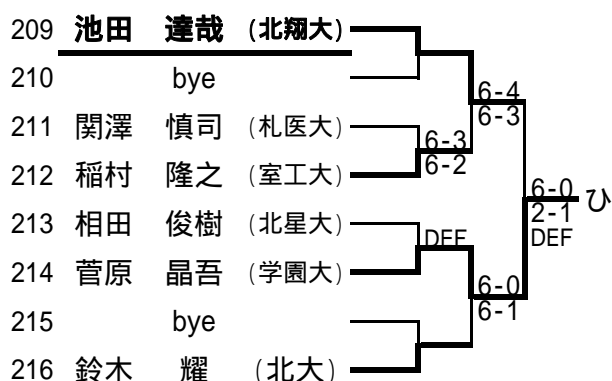 209 池田 達哉 (北翔大)
210 bye
6-4
6-3
211 関澤 慎司 (札医大)
6-3
6-2
212 稲村 隆之 (室工大)
6-0
2-1
DEF
ひ
213 相田 俊樹 (北星大)
DEF
214 菅原 晶吾 (学園大)
6-0
6-1
215 bye
216 鈴木 耀 (北大)